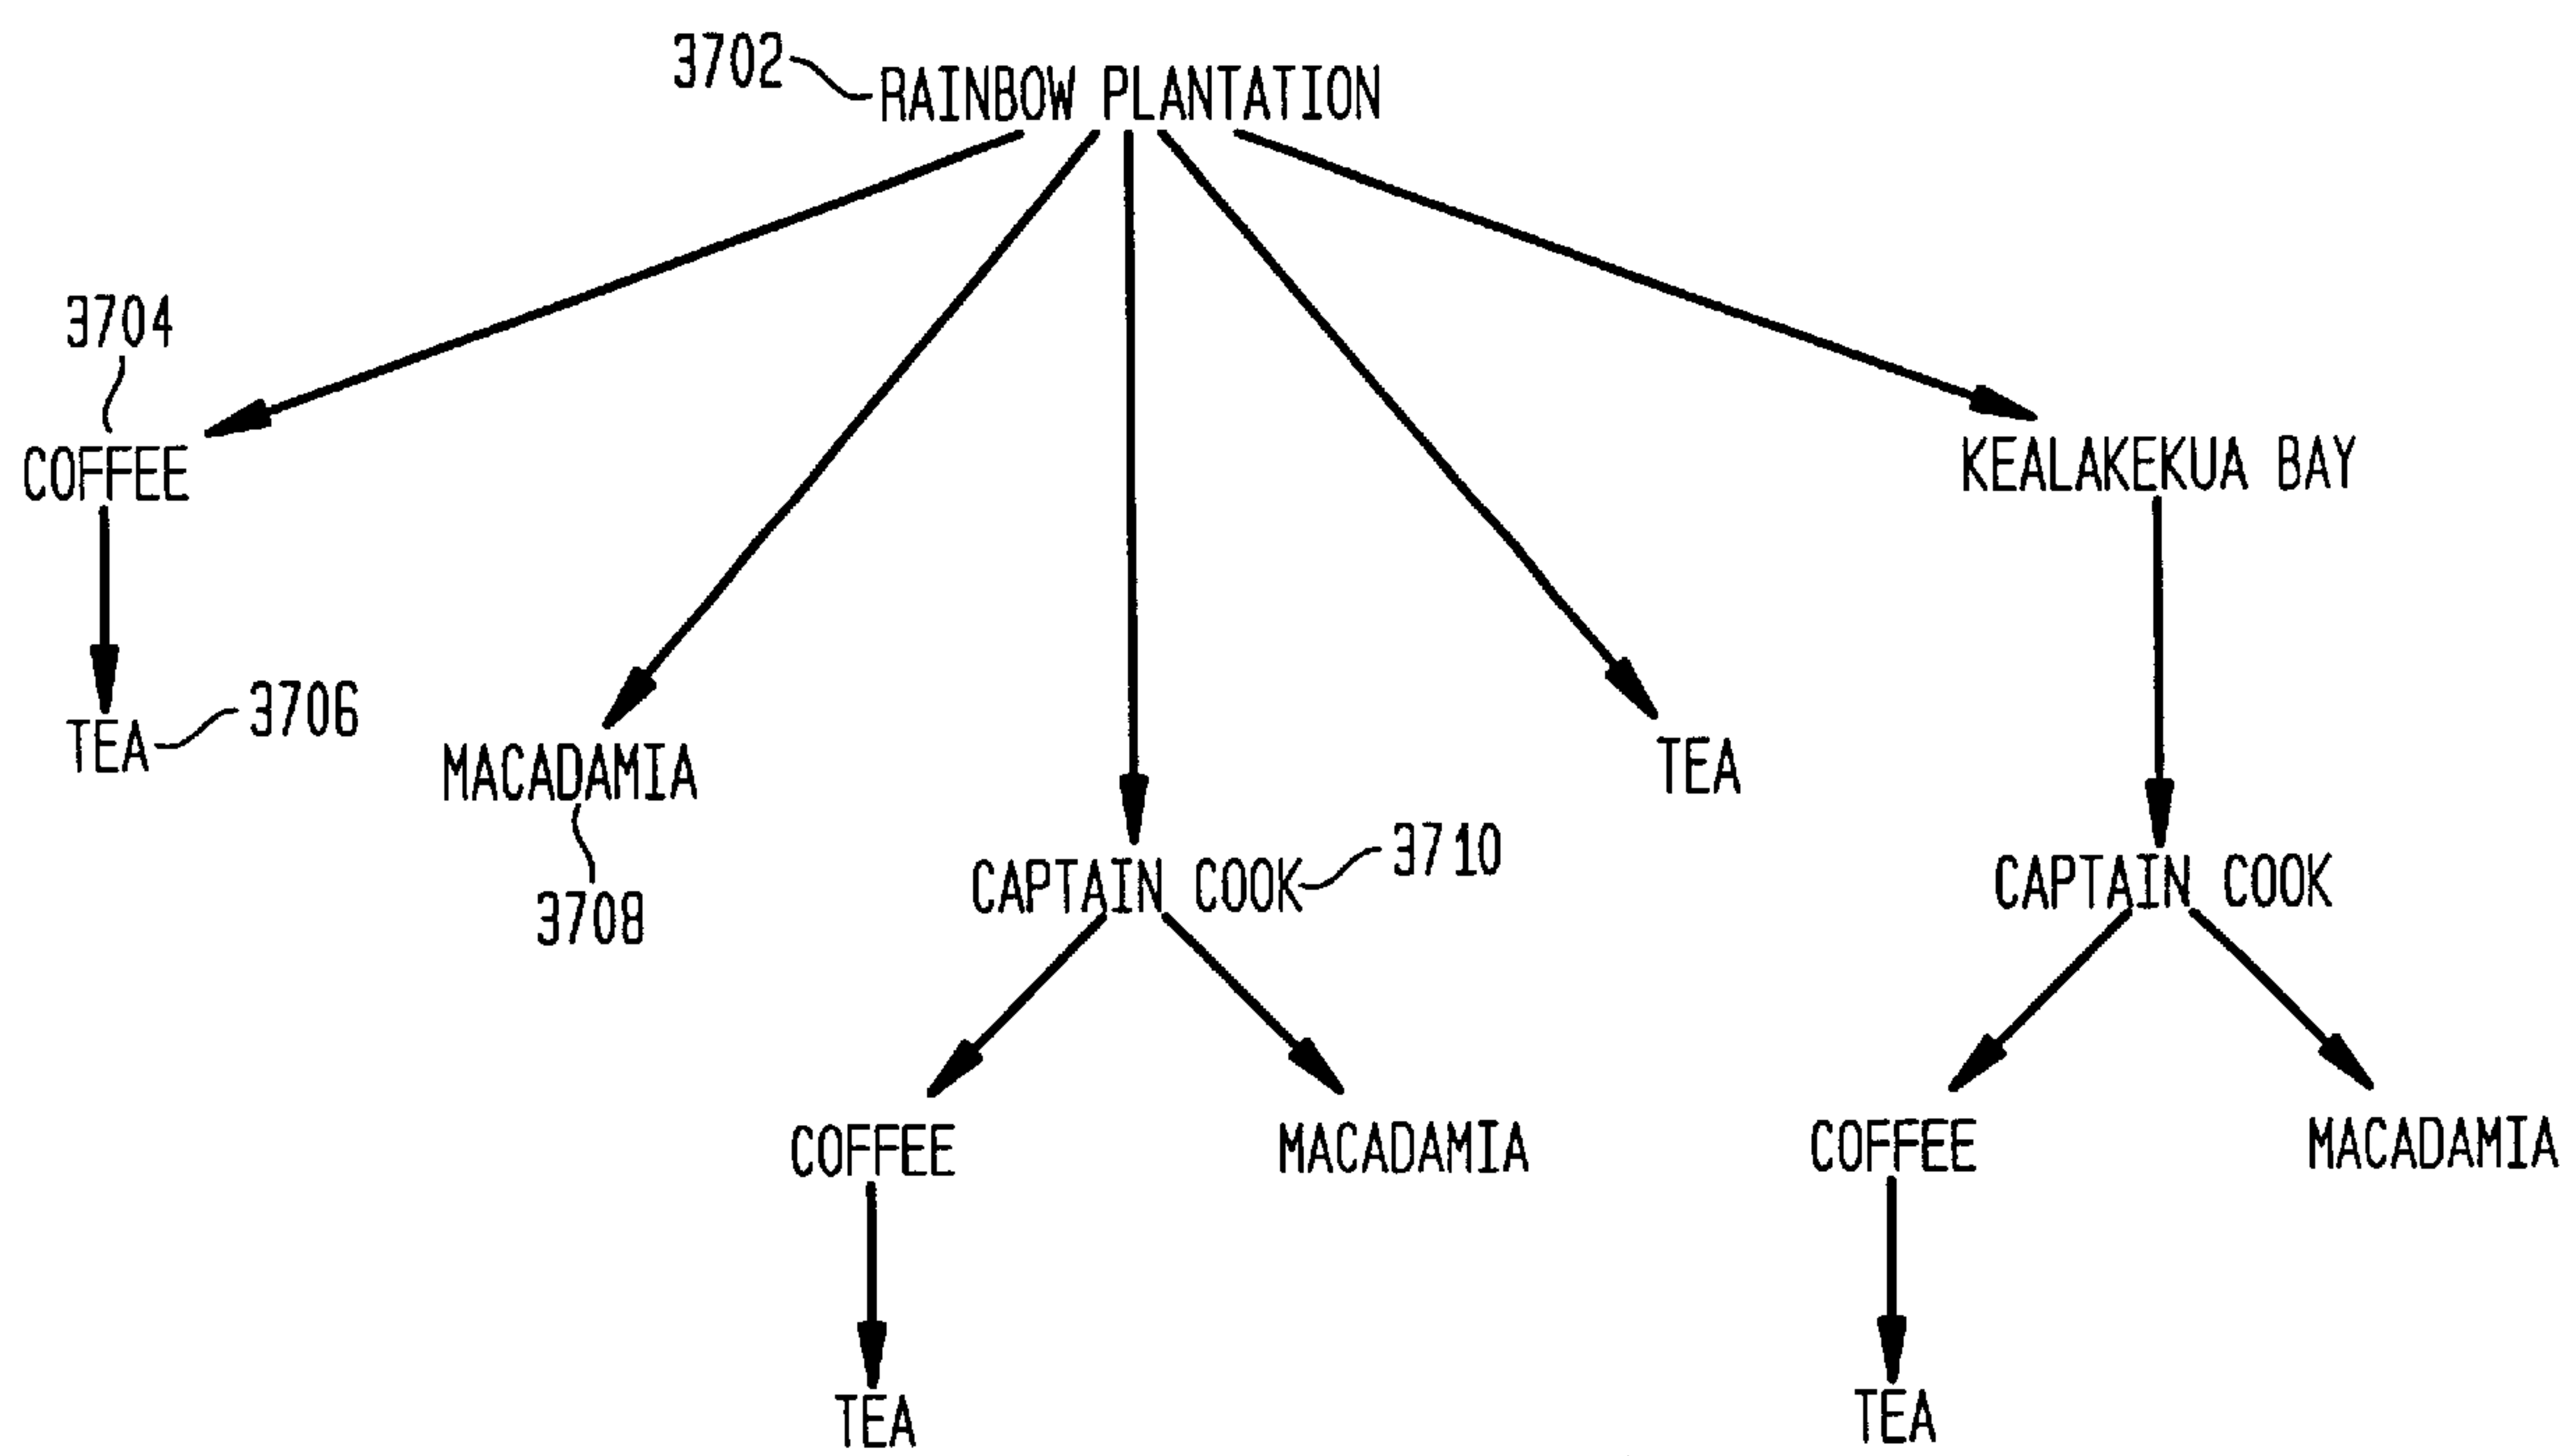 3702
RAINBOW PLANTATION
3704
COFFEE
KEALAKEKUA BAY
TEA
3706
MACADAMIA
TEA
3708
CAPTAIN COOK
3710
CAPTAIN COOK
COFFEE
MACADAMIA
COFFEE
MACADAMIA
TEA
TEA